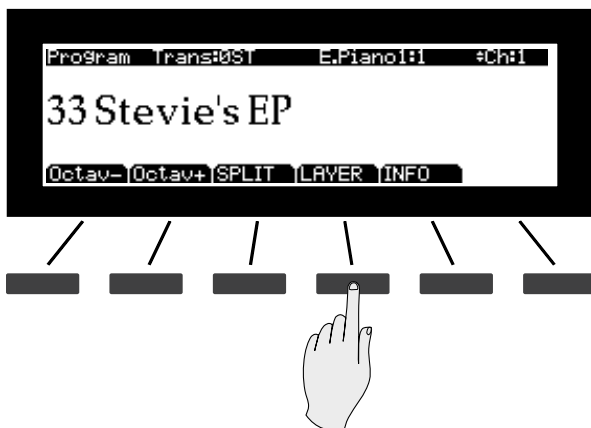 Program Trans:0ST E.Piano1:1 ÷Ch:1
33 Stevie's EP
Octav- Octav+ SPLIT LAYER INFO